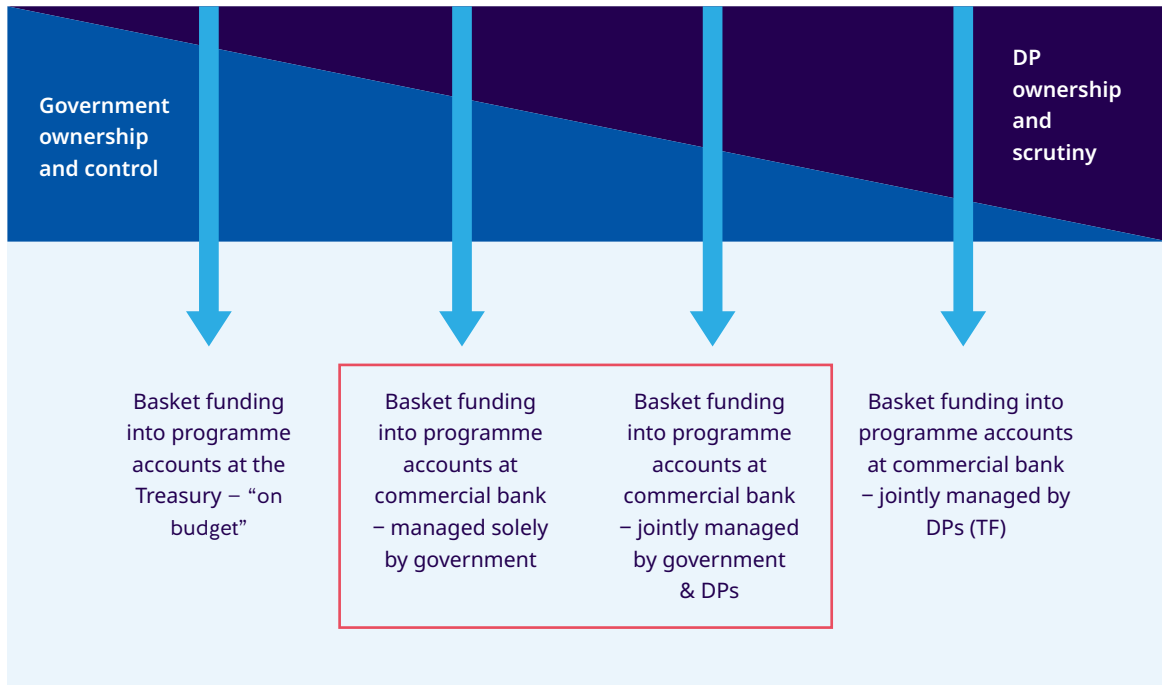 Government
ownership
and control
DP
ownership
and
scrutiny
Basket funding
into programme
accounts at the
Treasury – “on
budget”
Basket funding
into programme
accounts at
commercial bank
– managed solely
by government
Basket funding
into programme
accounts at
commercial bank
– jointly managed
by government
& DPs
Basket funding into
programme accounts
at commercial bank
– jointly managed by
DPs (TF)